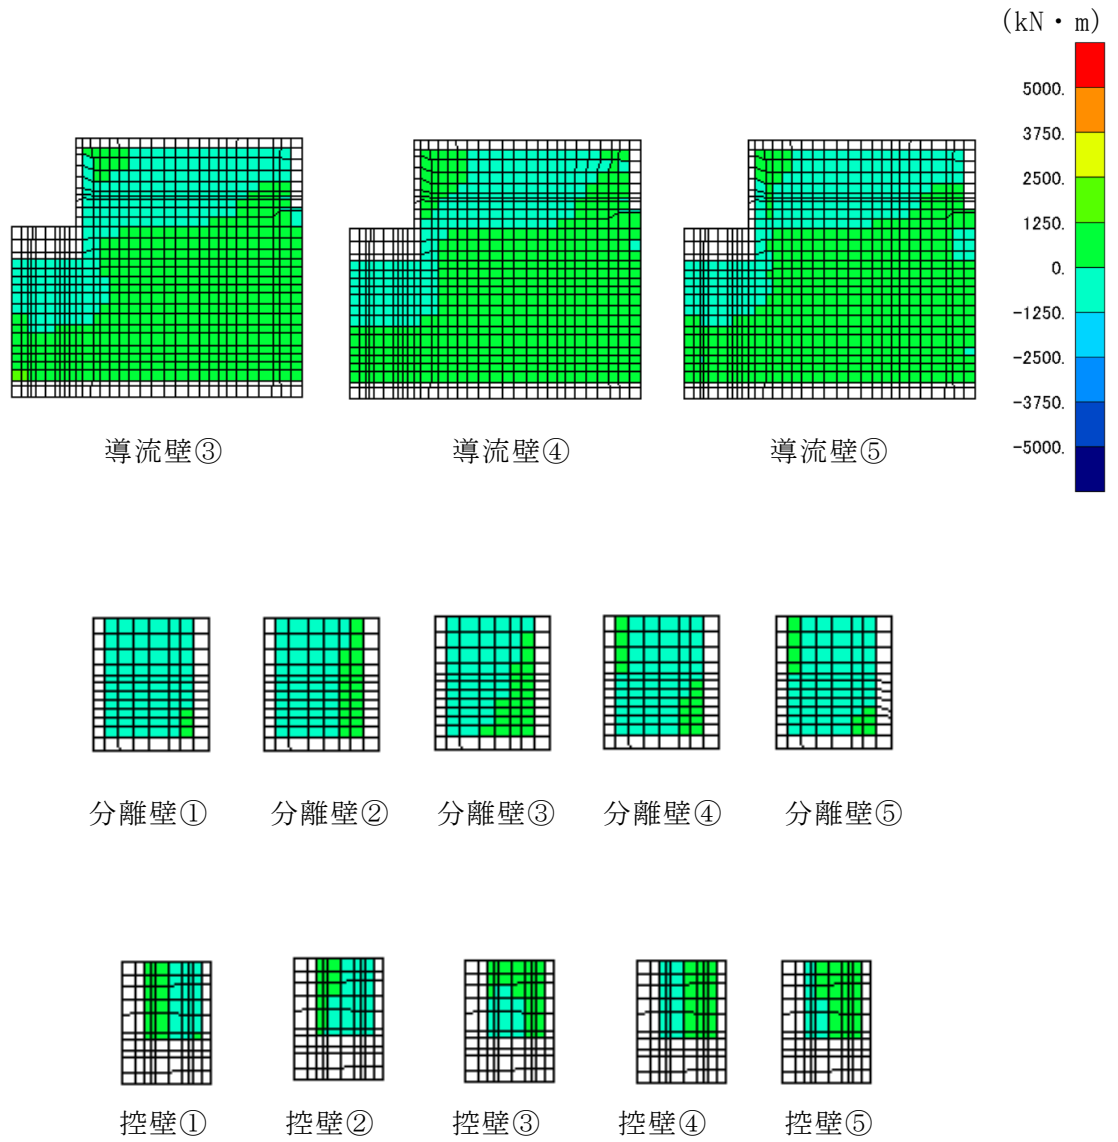 (kN・m)
5000.
3750.
2500.
1250.
0.
-1250.
-2500.
-3750.
-5000.
導流壁③ 導流壁④ 導流壁⑤
分離壁① 分離壁② 分離壁③ 分離壁④ 分離壁⑤
控壁① 控壁② 控壁③ 控壁④ 控壁⑤